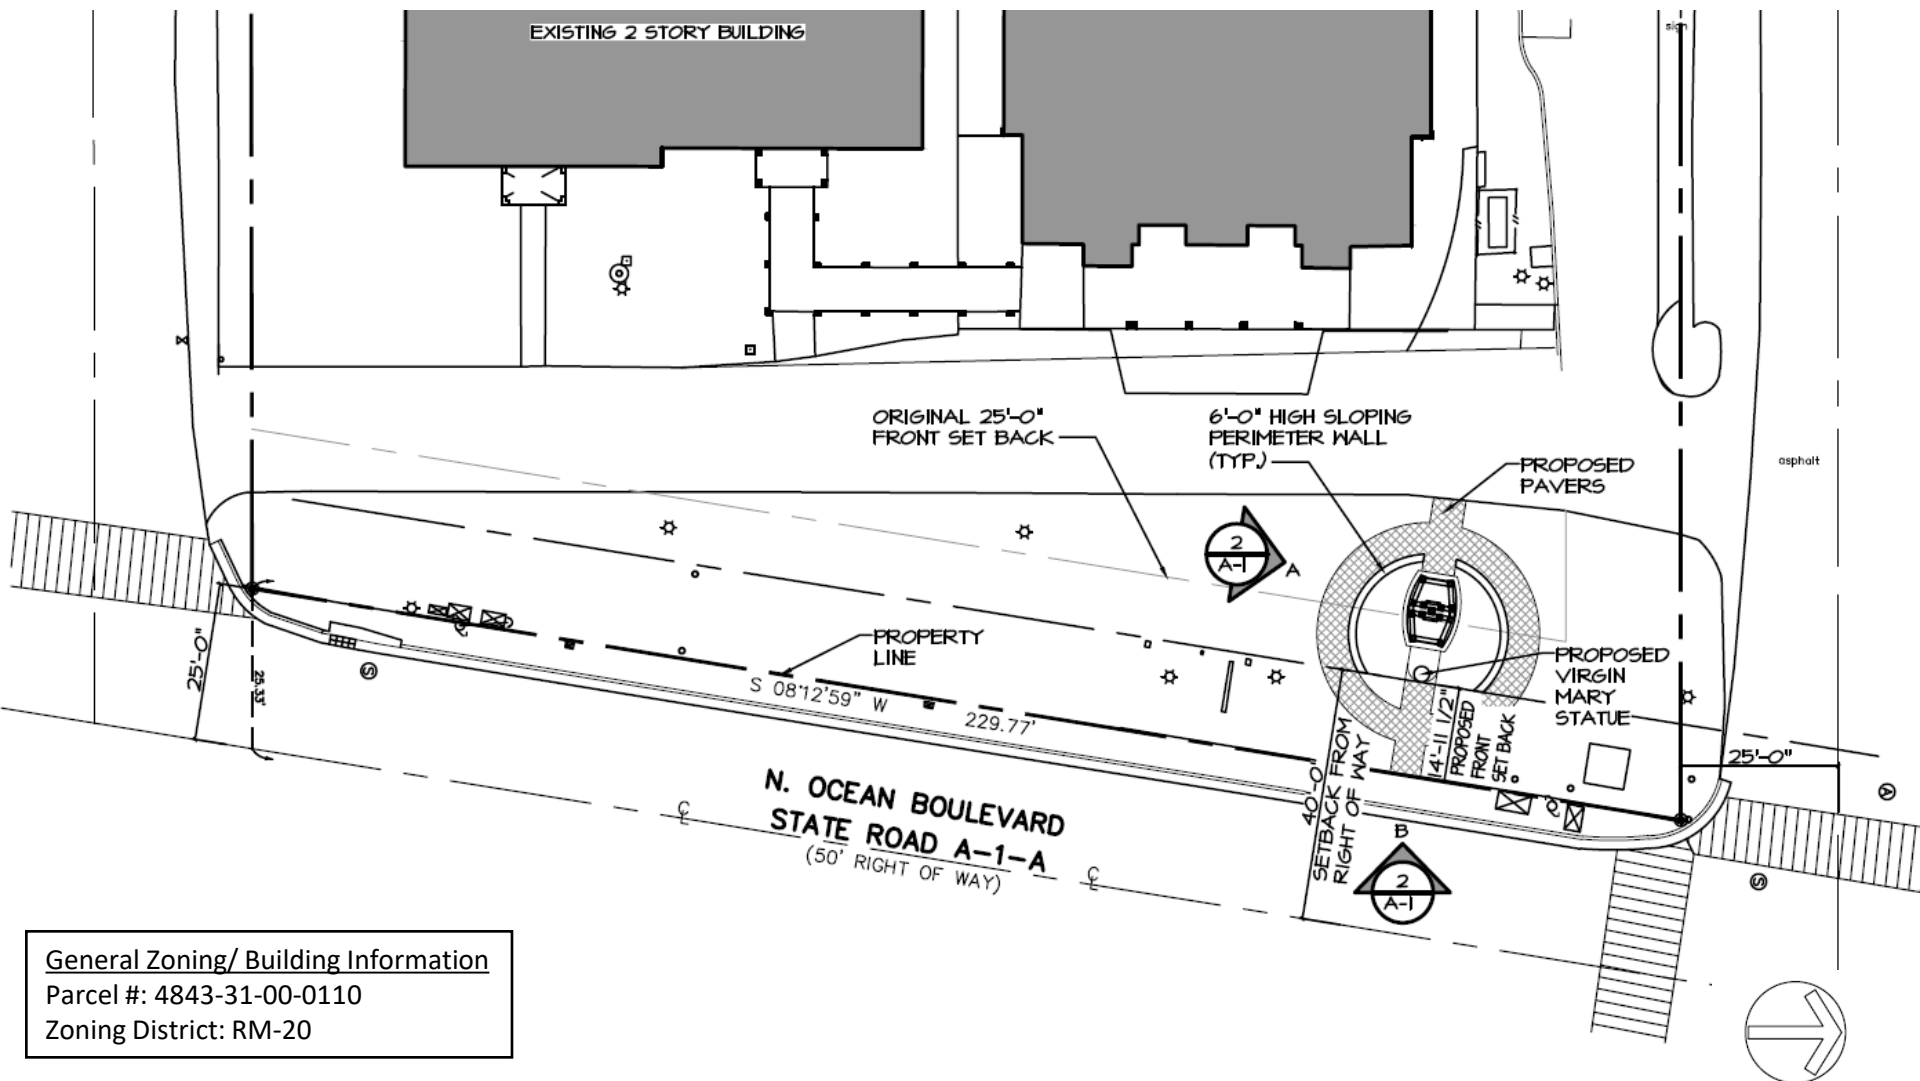 EXISTING 2 STORY BUILDING
sign
ORIGINAL 25'-0"
FRONT SET BACK
6'-0" HIGH SLOPING
PERIMETER WALL
(TYP.)
PROPOSED
PAVERS
asphalt
2
A-1
A
PROPERTY
LINE
PROPOSED
VIRGIN
MARY
STATUE
25'-0"
25.33'
S
S 08°12'59" W
229.77'
14'-11 1/2"
PROPOSED
FRONT
SET BACK
40'-0"
SETBACK FROM
RIGHT OF WAY
25'-0"
A
N. OCEAN BOULEVARD
STATE ROAD A-1-A
(50' RIGHT OF WAY)
B
2
A-1
S
General Zoning/ Building Information
Parcel #: 4843-31-00-0110
Zoning District: RM-20